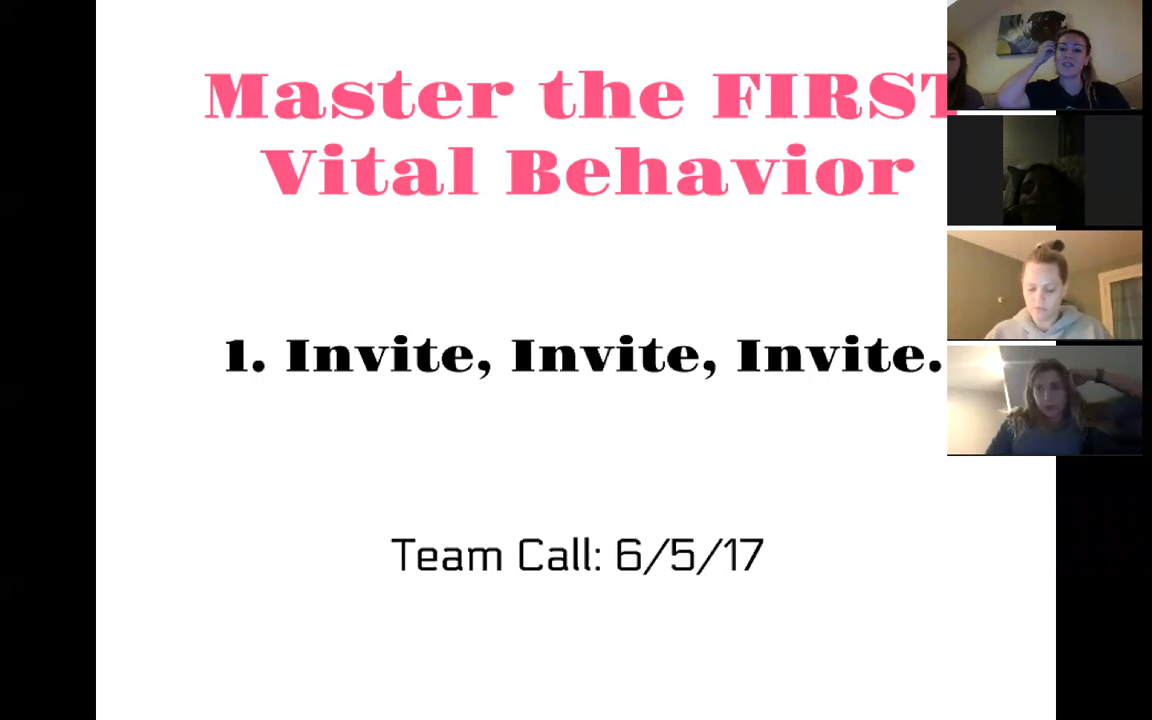 Master the FIRST
Vital Behavior
1. Invite, Invite, Invite.
Team Call: 6/5/17